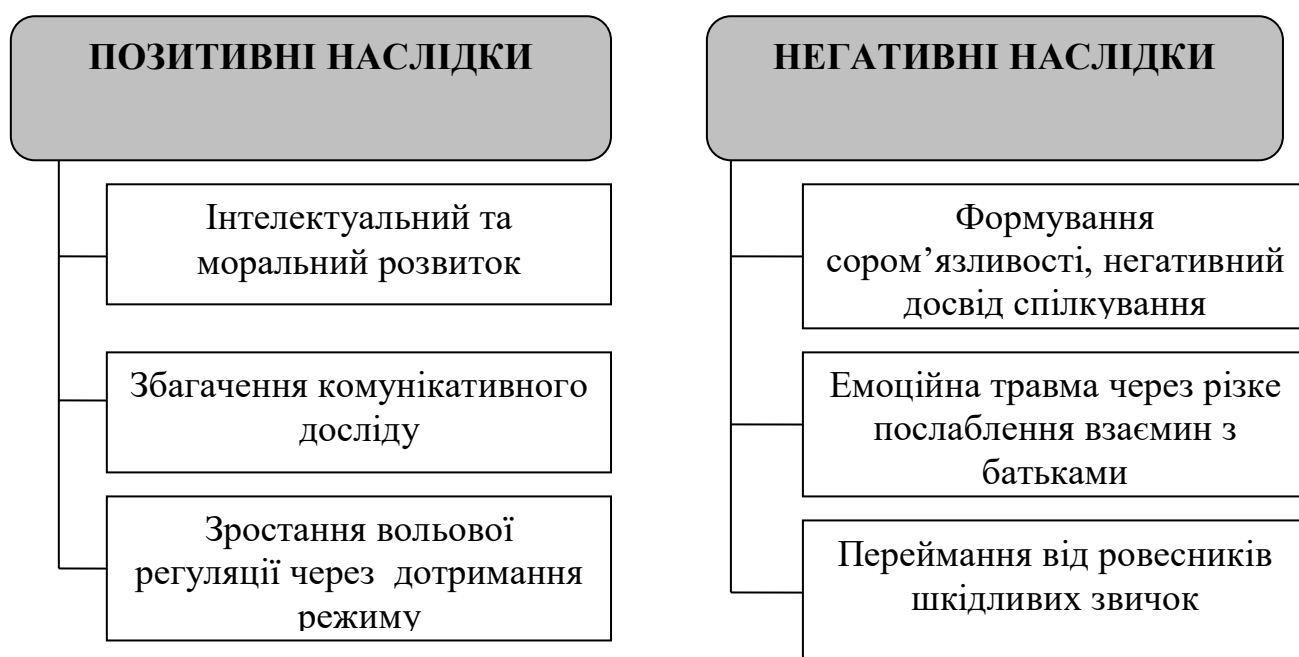 ПОЗИТИВНІ НАСЛІДКИ
Інтелектуальний та
моральний розвиток
Збагачення комунікативного
досліду
Зростання вольової
регуляції через дотримання
режиму
НЕГАТИВНІ НАСЛІДКИ
Формування
сором’язливості, негативний
досвід спілкування
Емоційна травма через різке
послаблення взаємин з
батьками
Переймання від ровесників
шкідливих звичок